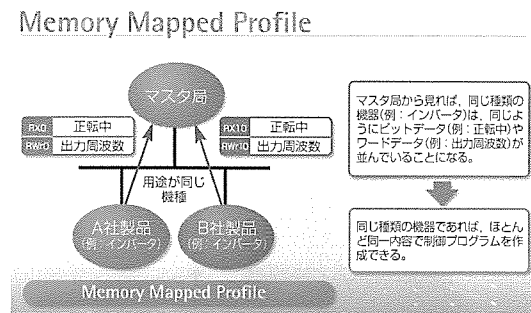 Memory Mapped Profile
マスタ局
RX0 正転中
RWr0 出力周波数
RX10 正転中
RWr10 出力周波数
用途が同じ
機種
A社製品
(例:インバータ)
B社製品
(例:インバータ)
Memory Mapped Profile
マスタ局から見れば，同じ種類の
機器(例:インバータ)は，同じよ
うにビットデータ(例:正転中)や
ワードデータ(例:出力周波数)が
並んでいることになる。
同じ種類の機器であれば，ほとん
ど同一内容で制御プログラムを作
成できる。